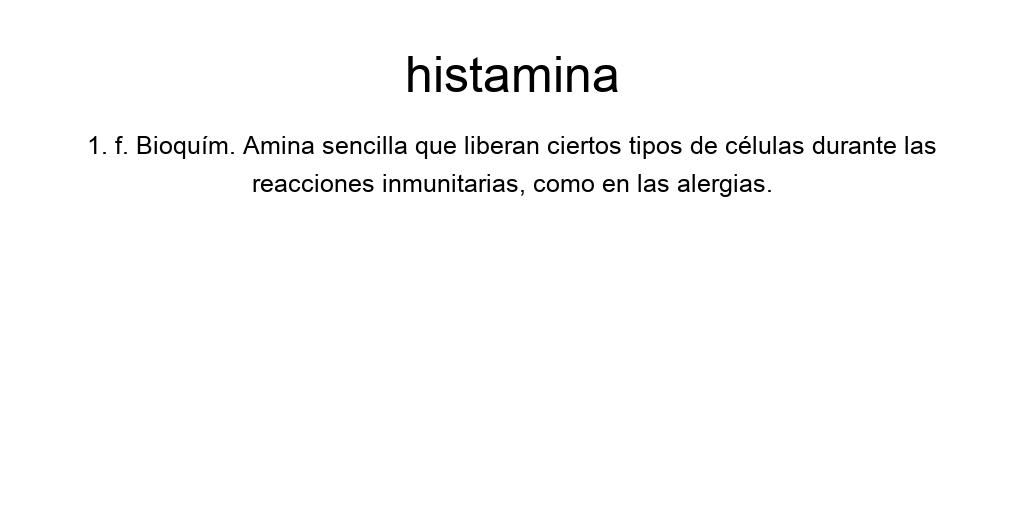 histamina
1. f. Bioquím. Amina sencilla que liberan ciertos tipos de células durante las
reacciones inmunitarias, como en las alergias.